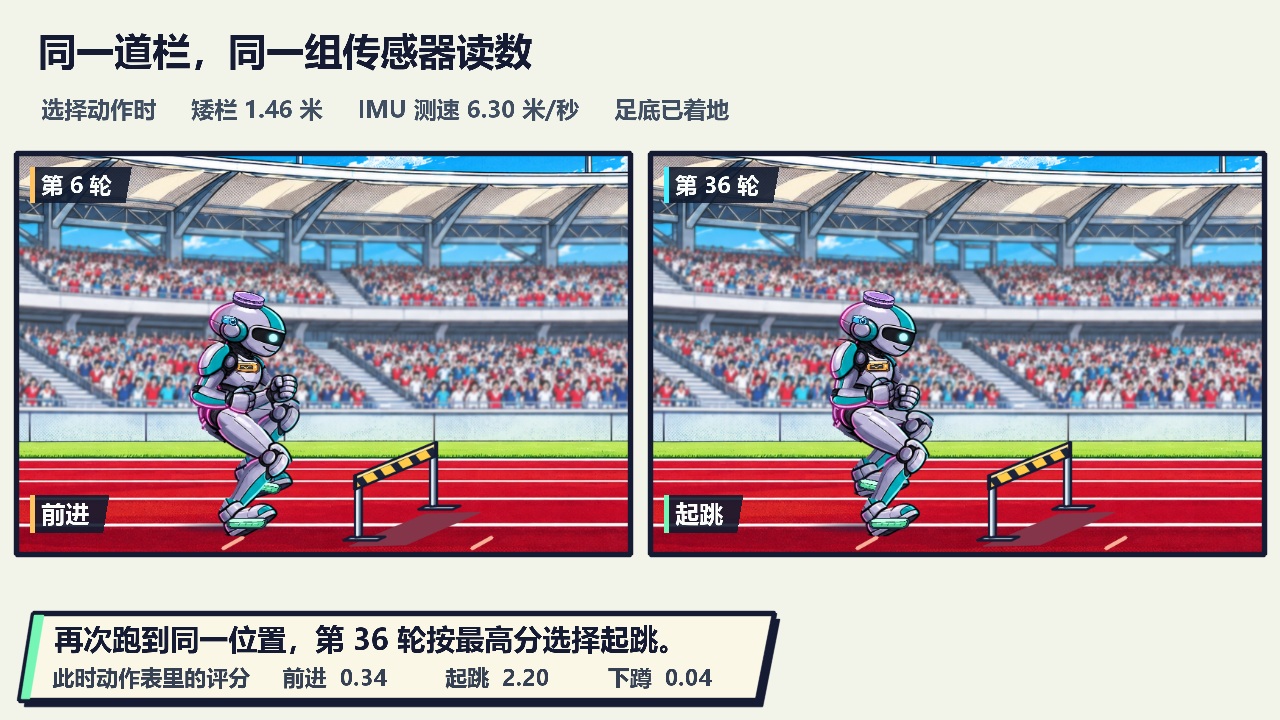 同一道栏，同一组传感器读数
选择动作时 矮栏 1.46 米 IMU 测速 6.30 米/秒 足底已着地
第 6 轮
前进
第 36 轮
起跳
再次跑到同一位置，第 36 轮按最高分选择起跳。
此时动作表里的评分 前进 0.34 起跳 2.20 下蹲 0.04